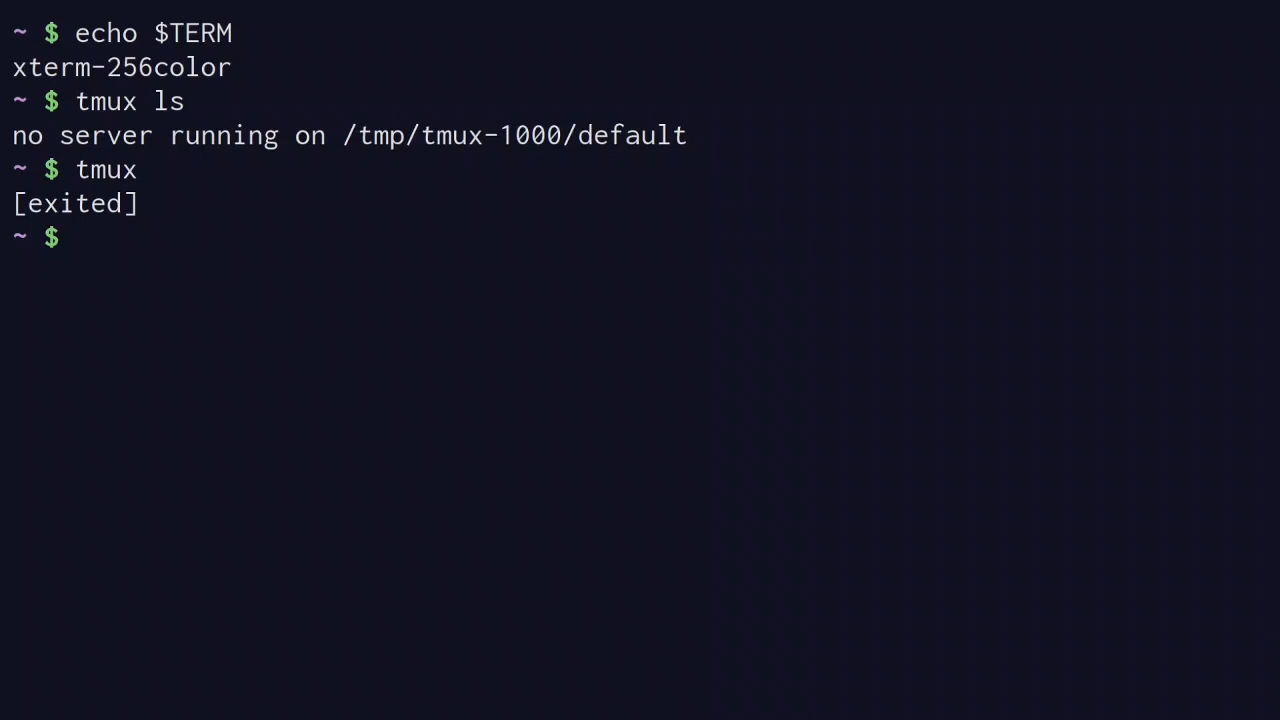 ~ $ echo $TERM
xterm-256color
~ $ tmux ls
no server running on /tmp/tmux-1000/default
~ $ tmux
[exited]
~ $